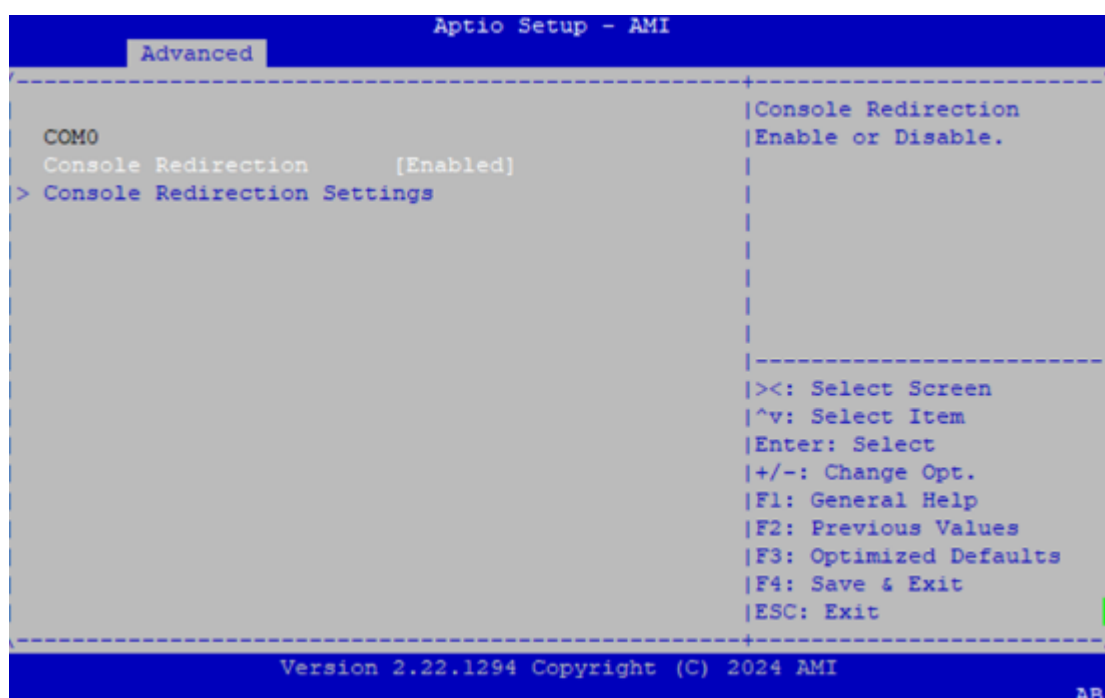 Aptio Setup - AMI
Advanced
Console Redirection
COM0
Enable or Disable.
Console Redirection [Enabled]
> Console Redirection Settings
><: Select Screen
^v: Select Item
Enter: Select
+/-: Change Opt.
F1: General Help
F2: Previous Values
F3: Optimized Defaults
F4: Save & Exit
ESC: Exit
Version 2.22.1294 Copyright (C) 2024 AMI
AB